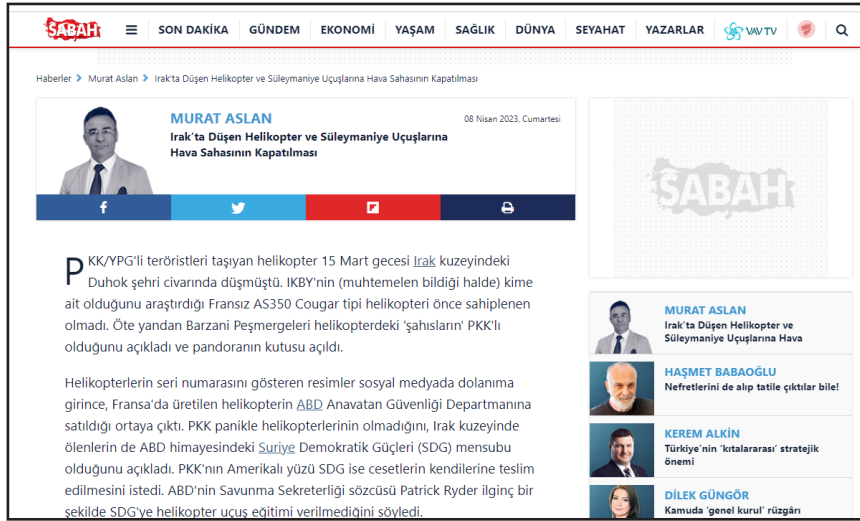 SABAH
SON DAKİKA GÜNDEM EKONOMİ YAŞAM SAĞLIK DÜNYA SEYAHAT YAZARLAR VAV TV
Haberler > Murat Aslan > Irak'ta Düşen Helikopter ve Süleymaniye Uçuşlarına Hava Sahasının Kapatılması
MURAT ASLAN
08 Nisan 2023, Cumartesi
Irak'ta Düşen Helikopter ve Süleymaniye Uçuşlarına
Hava Sahasının Kapatılması
PKK/YPG'li teröristleri taşıyan helikopter 15 Mart gecesi Irak kuzeyindeki
Duhok şehri civarında düşmüştü. IKBY'nin (muhtemelen bildiği halde) kime
ait olduğunu araştırdığı Fransız AS350 Cougar tipi helikopteri önce sahiplenen
olmadı. Öte yandan Barzani Peşmergeleri helikopterdeki 'şahısların' PKK'lı
olduğunu açıkladı ve pandoranın kutusu açıldı.
Helikopterlerin seri numarasını gösteren resimler sosyal medyada dolanıma
girince, Fransa'da üretilen helikopterin ABD Anavatan Güvenliği Departmanına
satıldığı ortaya çıktı. PKK panikle helikopterlerinin olmadığını, Irak kuzeyinde
ölenlerin de ABD himayesindeki Suriye Demokratik Güçleri (SDG) mensubu
olduğunu açıkladı. PKK'nın Amerikalı yüzü SDG ise cesetlerin kendilerine teslim
edilmesini istedi. ABD'nin Savunma Sekreterliği sözcüsü Patrick Ryder ilginç bir
şekilde SDG'ye helikopter uçuş eğitimi verilmediğini söyledi.
SABAH
MURAT ASLAN
Irak'ta Düşen Helikopter ve
Süleymaniye Uçuşlarına Hava
HAŞMET BABAOĞLU
Nefretlerini de alıp tatile çıktılar bile!
KEREM ALKİN
Türkiye'nin 'kıtalararası' stratejik
önemi
DİLEK GÜNGÖR
Kamuda 'genel kurul' rüzgârı